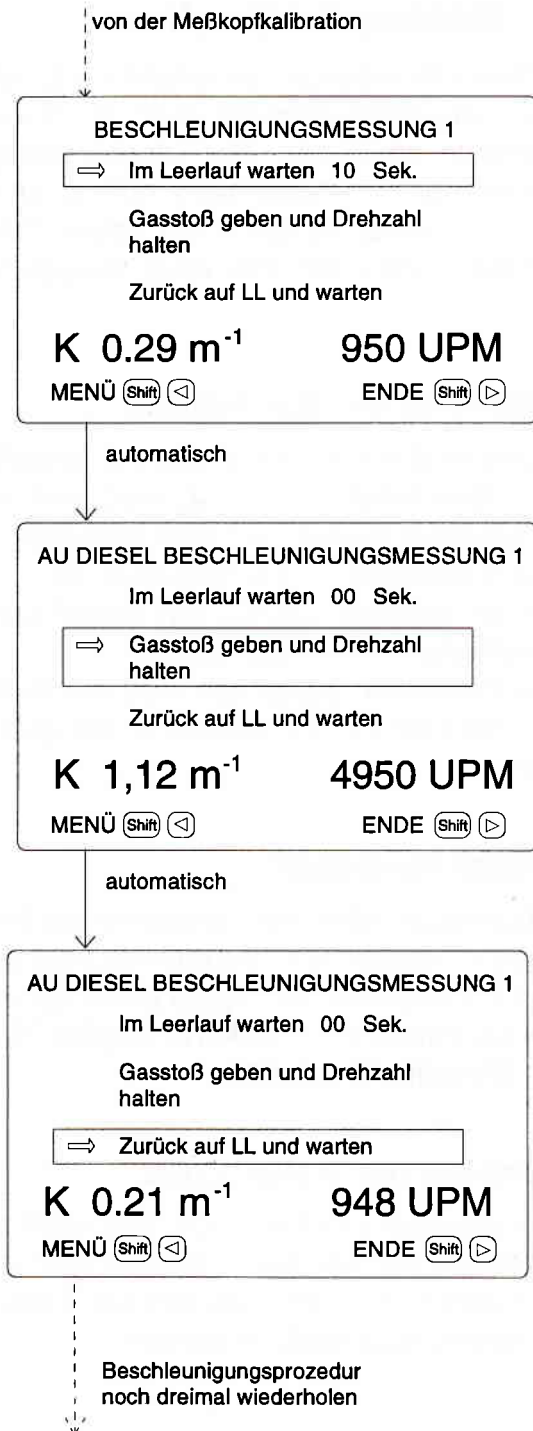 von der Meßkopfkalibration
BESCHLEUNIGUNGSMESSUNG 1
⇨ Im Leerlauf warten 10 Sek.
Gasstoß geben und Drehzahl
halten
Zurück auf LL und warten
K 0.29 m⁻¹ 950 UPM
MENÜ Shift ◁ ENDE Shift ▷
automatisch
AU DIESEL BESCHLEUNIGUNGSMESSUNG 1
Im Leerlauf warten 00 Sek.
⇨ Gasstoß geben und Drehzahl
halten
Zurück auf LL und warten
K 1,12 m⁻¹ 4950 UPM
MENÜ Shift ◁ ENDE Shift ▷
automatisch
AU DIESEL BESCHLEUNIGUNGSMESSUNG 1
Im Leerlauf warten 00 Sek.
Gasstoß geben und Drehzahl
halten
⇨ Zurück auf LL und warten
K 0.21 m⁻¹ 948 UPM
MENÜ Shift ◁ ENDE Shift ▷
Beschleunigungsprozedur
noch dreimal wiederholen